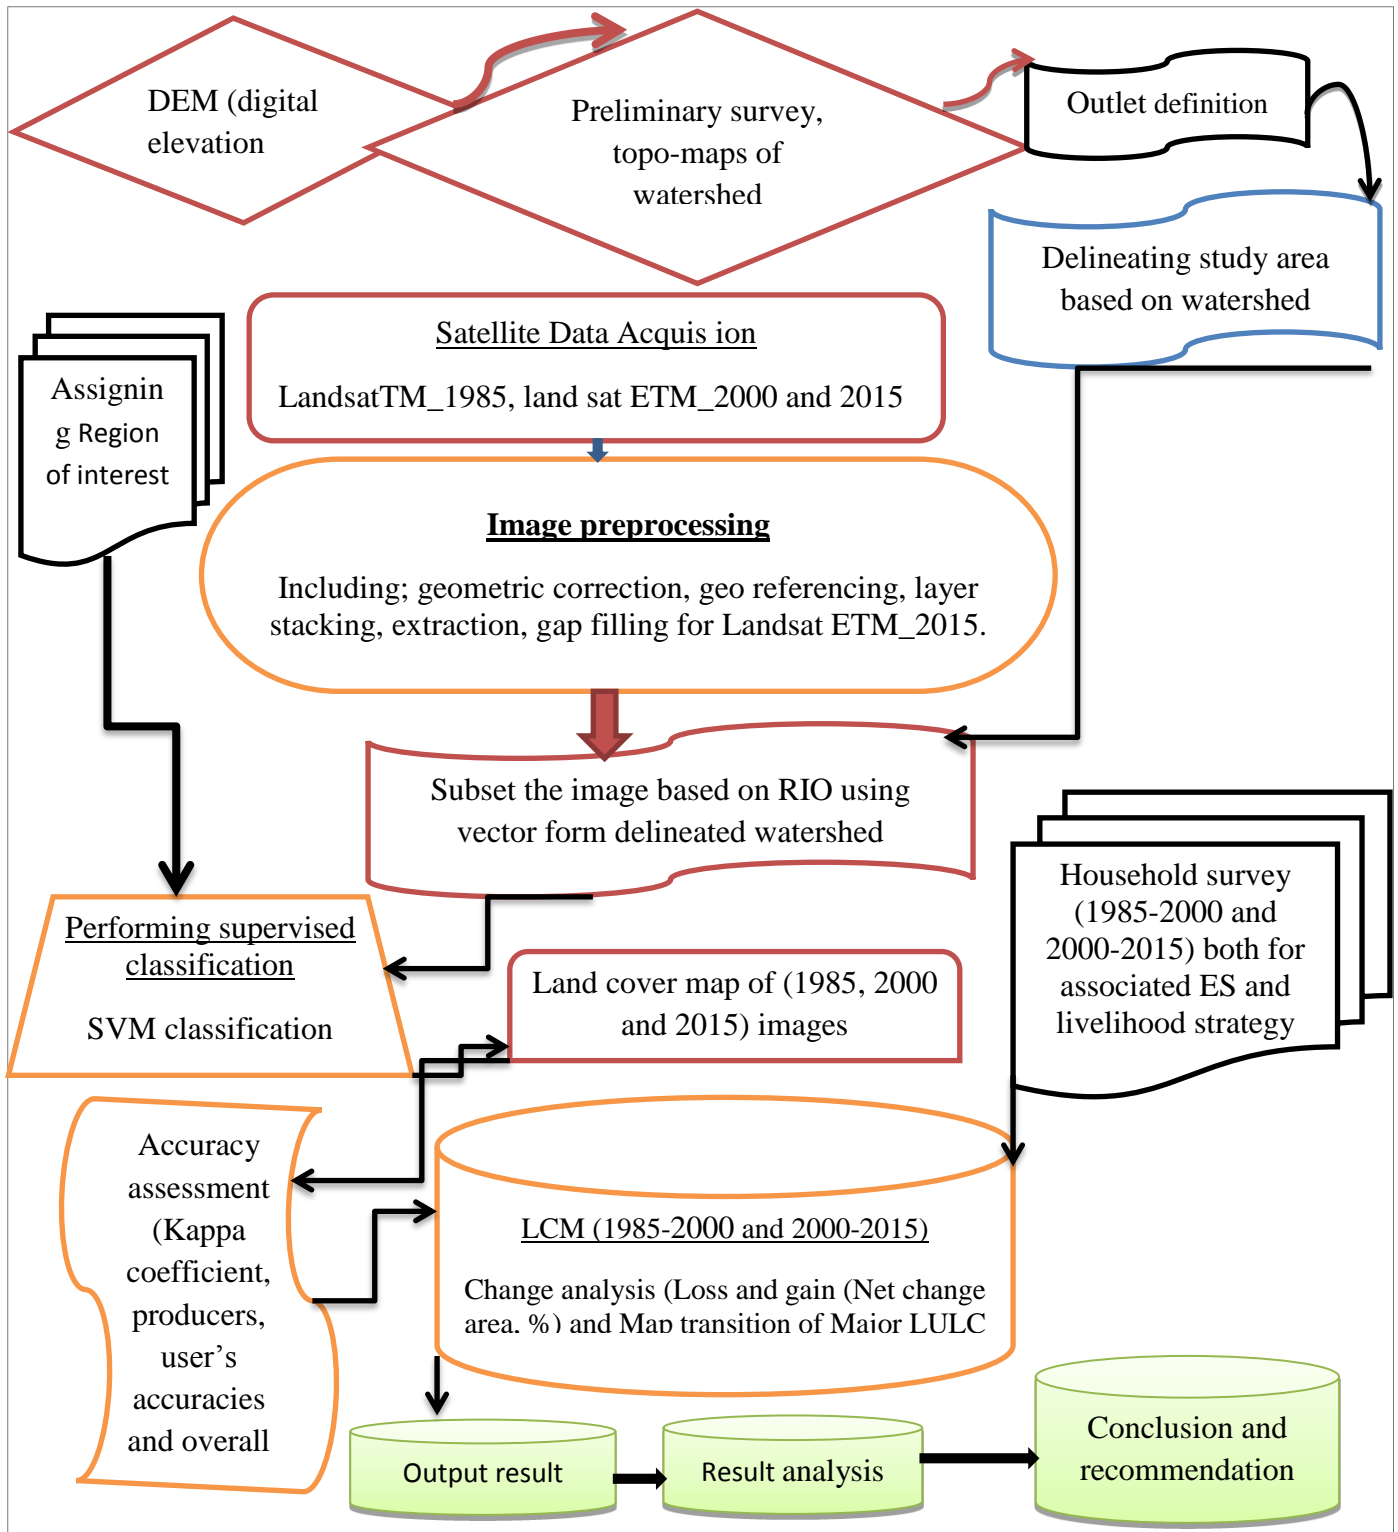 DEM (digital
elevation
Preliminary survey,
topo-maps of
watershed
Outlet definition
Delineating study area
based on watershed
Satellite Data Acquis ion
LandsatTM_1985, land sat ETM_2000 and 2015
Assignin
g Region
of interest
Image preprocessing
Including; geometric correction, geo referencing, layer
stacking, extraction, gap filling for Landsat ETM_2015.
Subset the image based on RIO using
vector form delineated watershed
Household survey
(1985-2000 and
2000-2015) both for
associated ES and
livelihood strategy
Performing supervised
classification
SVM classification
Land cover map of (1985, 2000
and 2015) images
Accuracy
assessment
(Kappa
coefficient,
producers,
user’s
accuracies
and overall
LCM (1985-2000 and 2000-2015)
Change analysis (Loss and gain (Net change
area, %) and Map transition of Major LULC
Output result
Result analysis
Conclusion and
recommendation